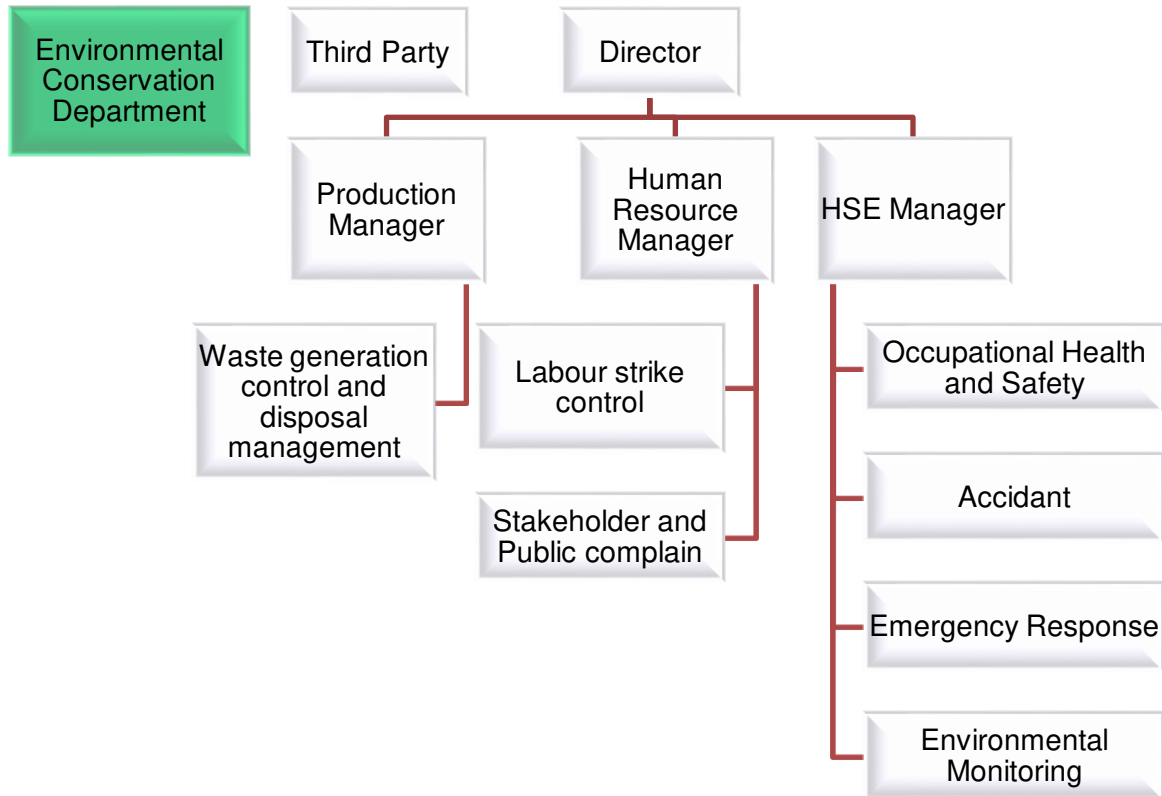 Environmental
Conservation
Department
Third Party
Director
Production
Manager
Human
Resource
Manager
HSE Manager
Waste generation
control and
disposal
management
Labour strike
control
Stakeholder and
Public complain
Occupational Health
and Safety
Accidant
Emergency Response
Environmental
Monitoring